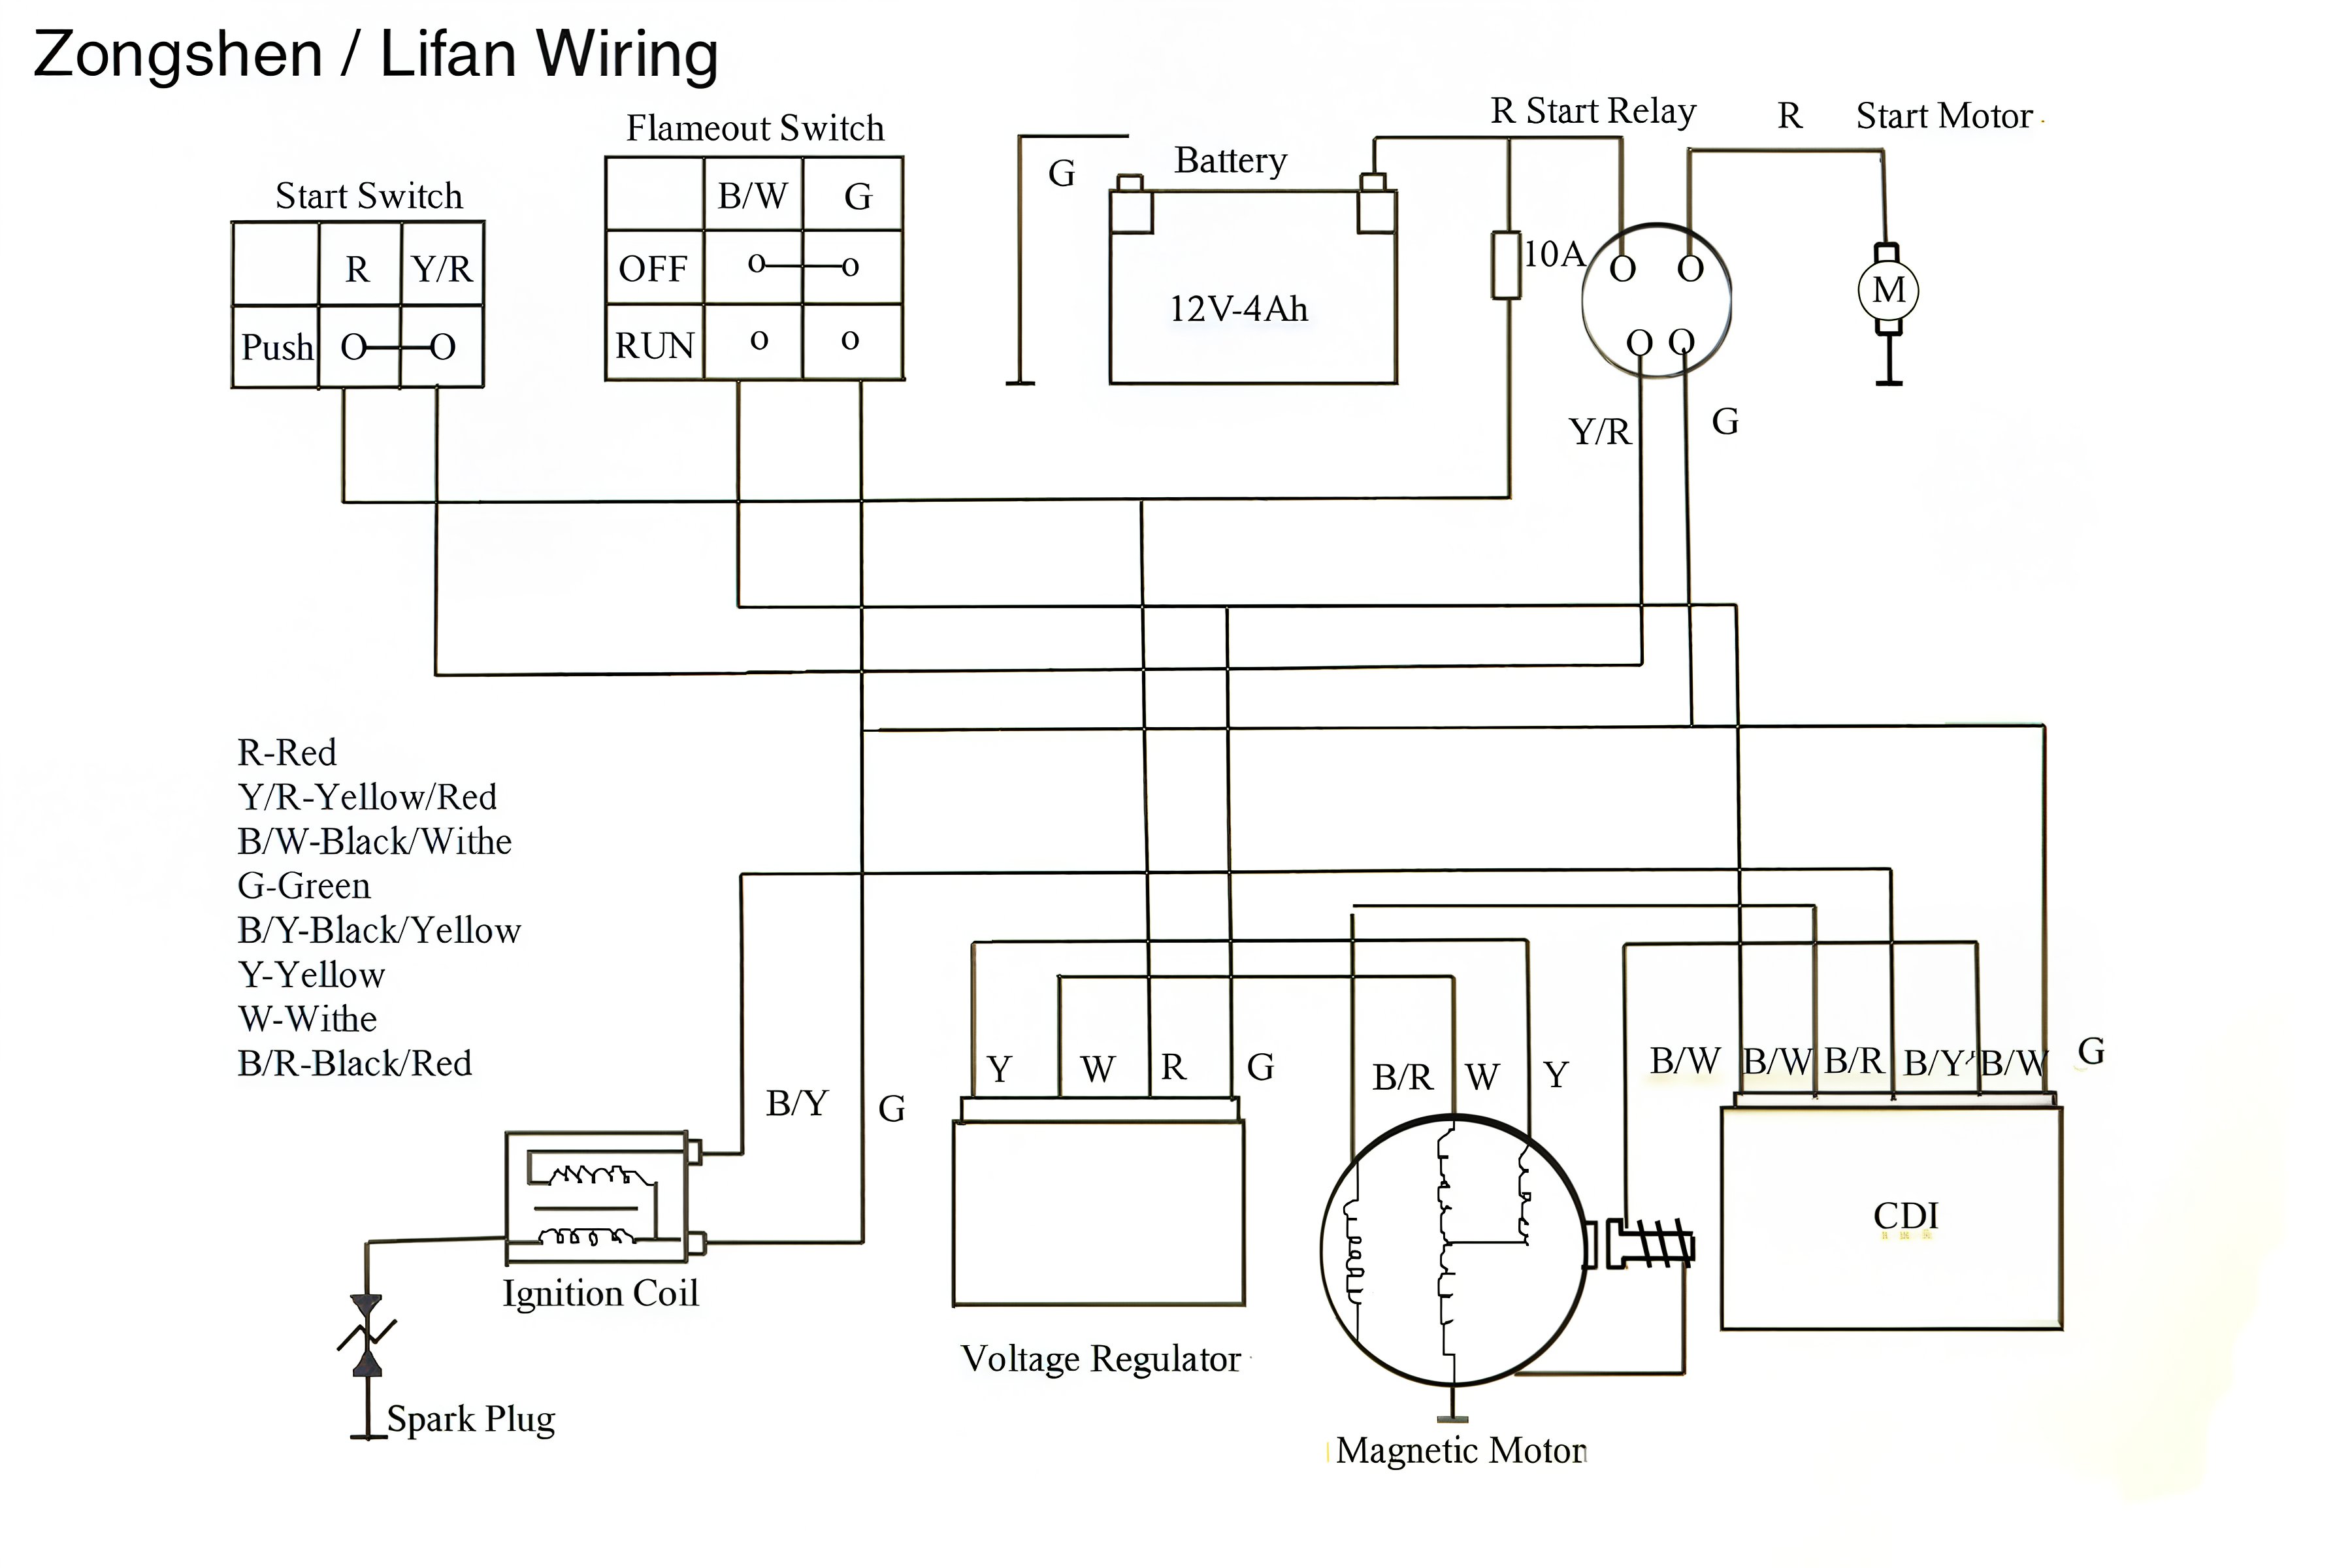 Zongshen / Lifan Wiring
R Start Relay
R
Start Motor
Flameout Switch
G
Battery
Start Switch
B/W G
R Y/R
OFF
10A
M
12V-4Ah
Push
RUN
Y/R
G
R-Red
Y/R-Yellow/Red
B/W-Black/Withe
G-Green
B/Y-Black/Yellow
Y-Yellow
W-Withe
B/R-Black/Red
B/Y
G
Y W R G
B/R W Y
B/W B/W B/R B/Y B/W G
CDI
Ignition Coil
Voltage Regulator
Spark Plug
Magnetic Motor